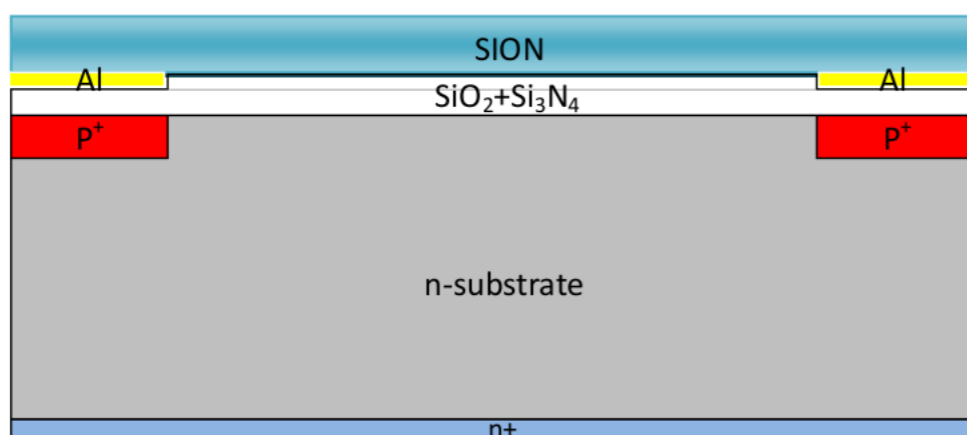 SION
Al Al
SiO₂+Si₃N₄
P⁺ P⁺
n-substrate
n+